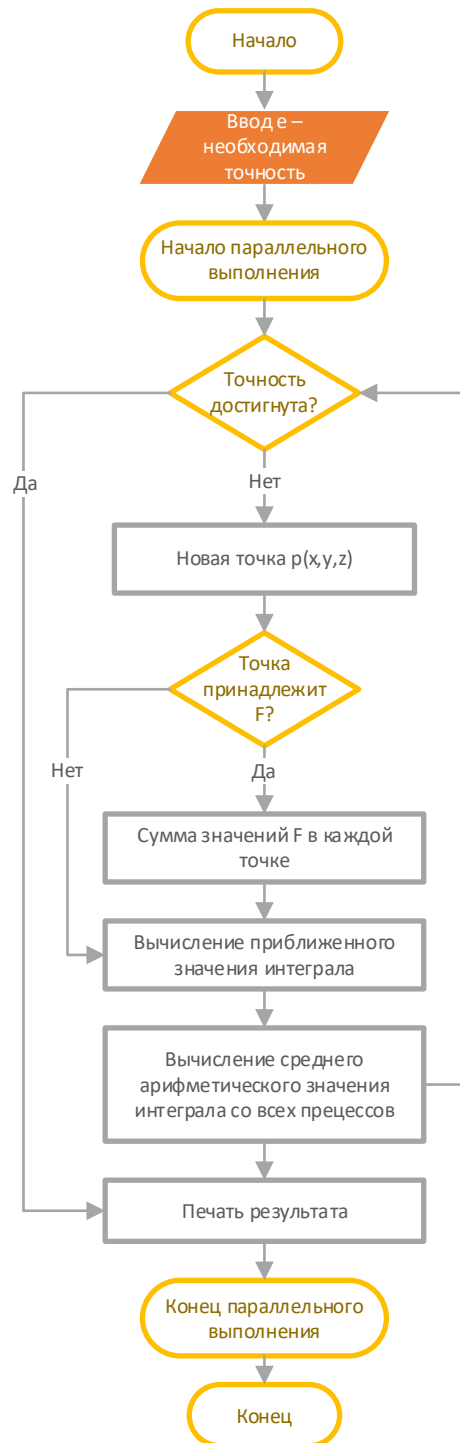 Начало
Ввод е –
необходимая
точность
Начало параллельного
выполнения
Точность
достигнута?
Да
Нет
Новая точка p(x,y,z)
Точка
принадлежит
F?
Нет
Да
Сумма значений F в каждой
точке
Вычисление приближенного
значения интеграла
Вычисление среднего
арифметического значения
интеграла со всех прецессов
Печать результата
Конец параллельного
выполнения
Конец